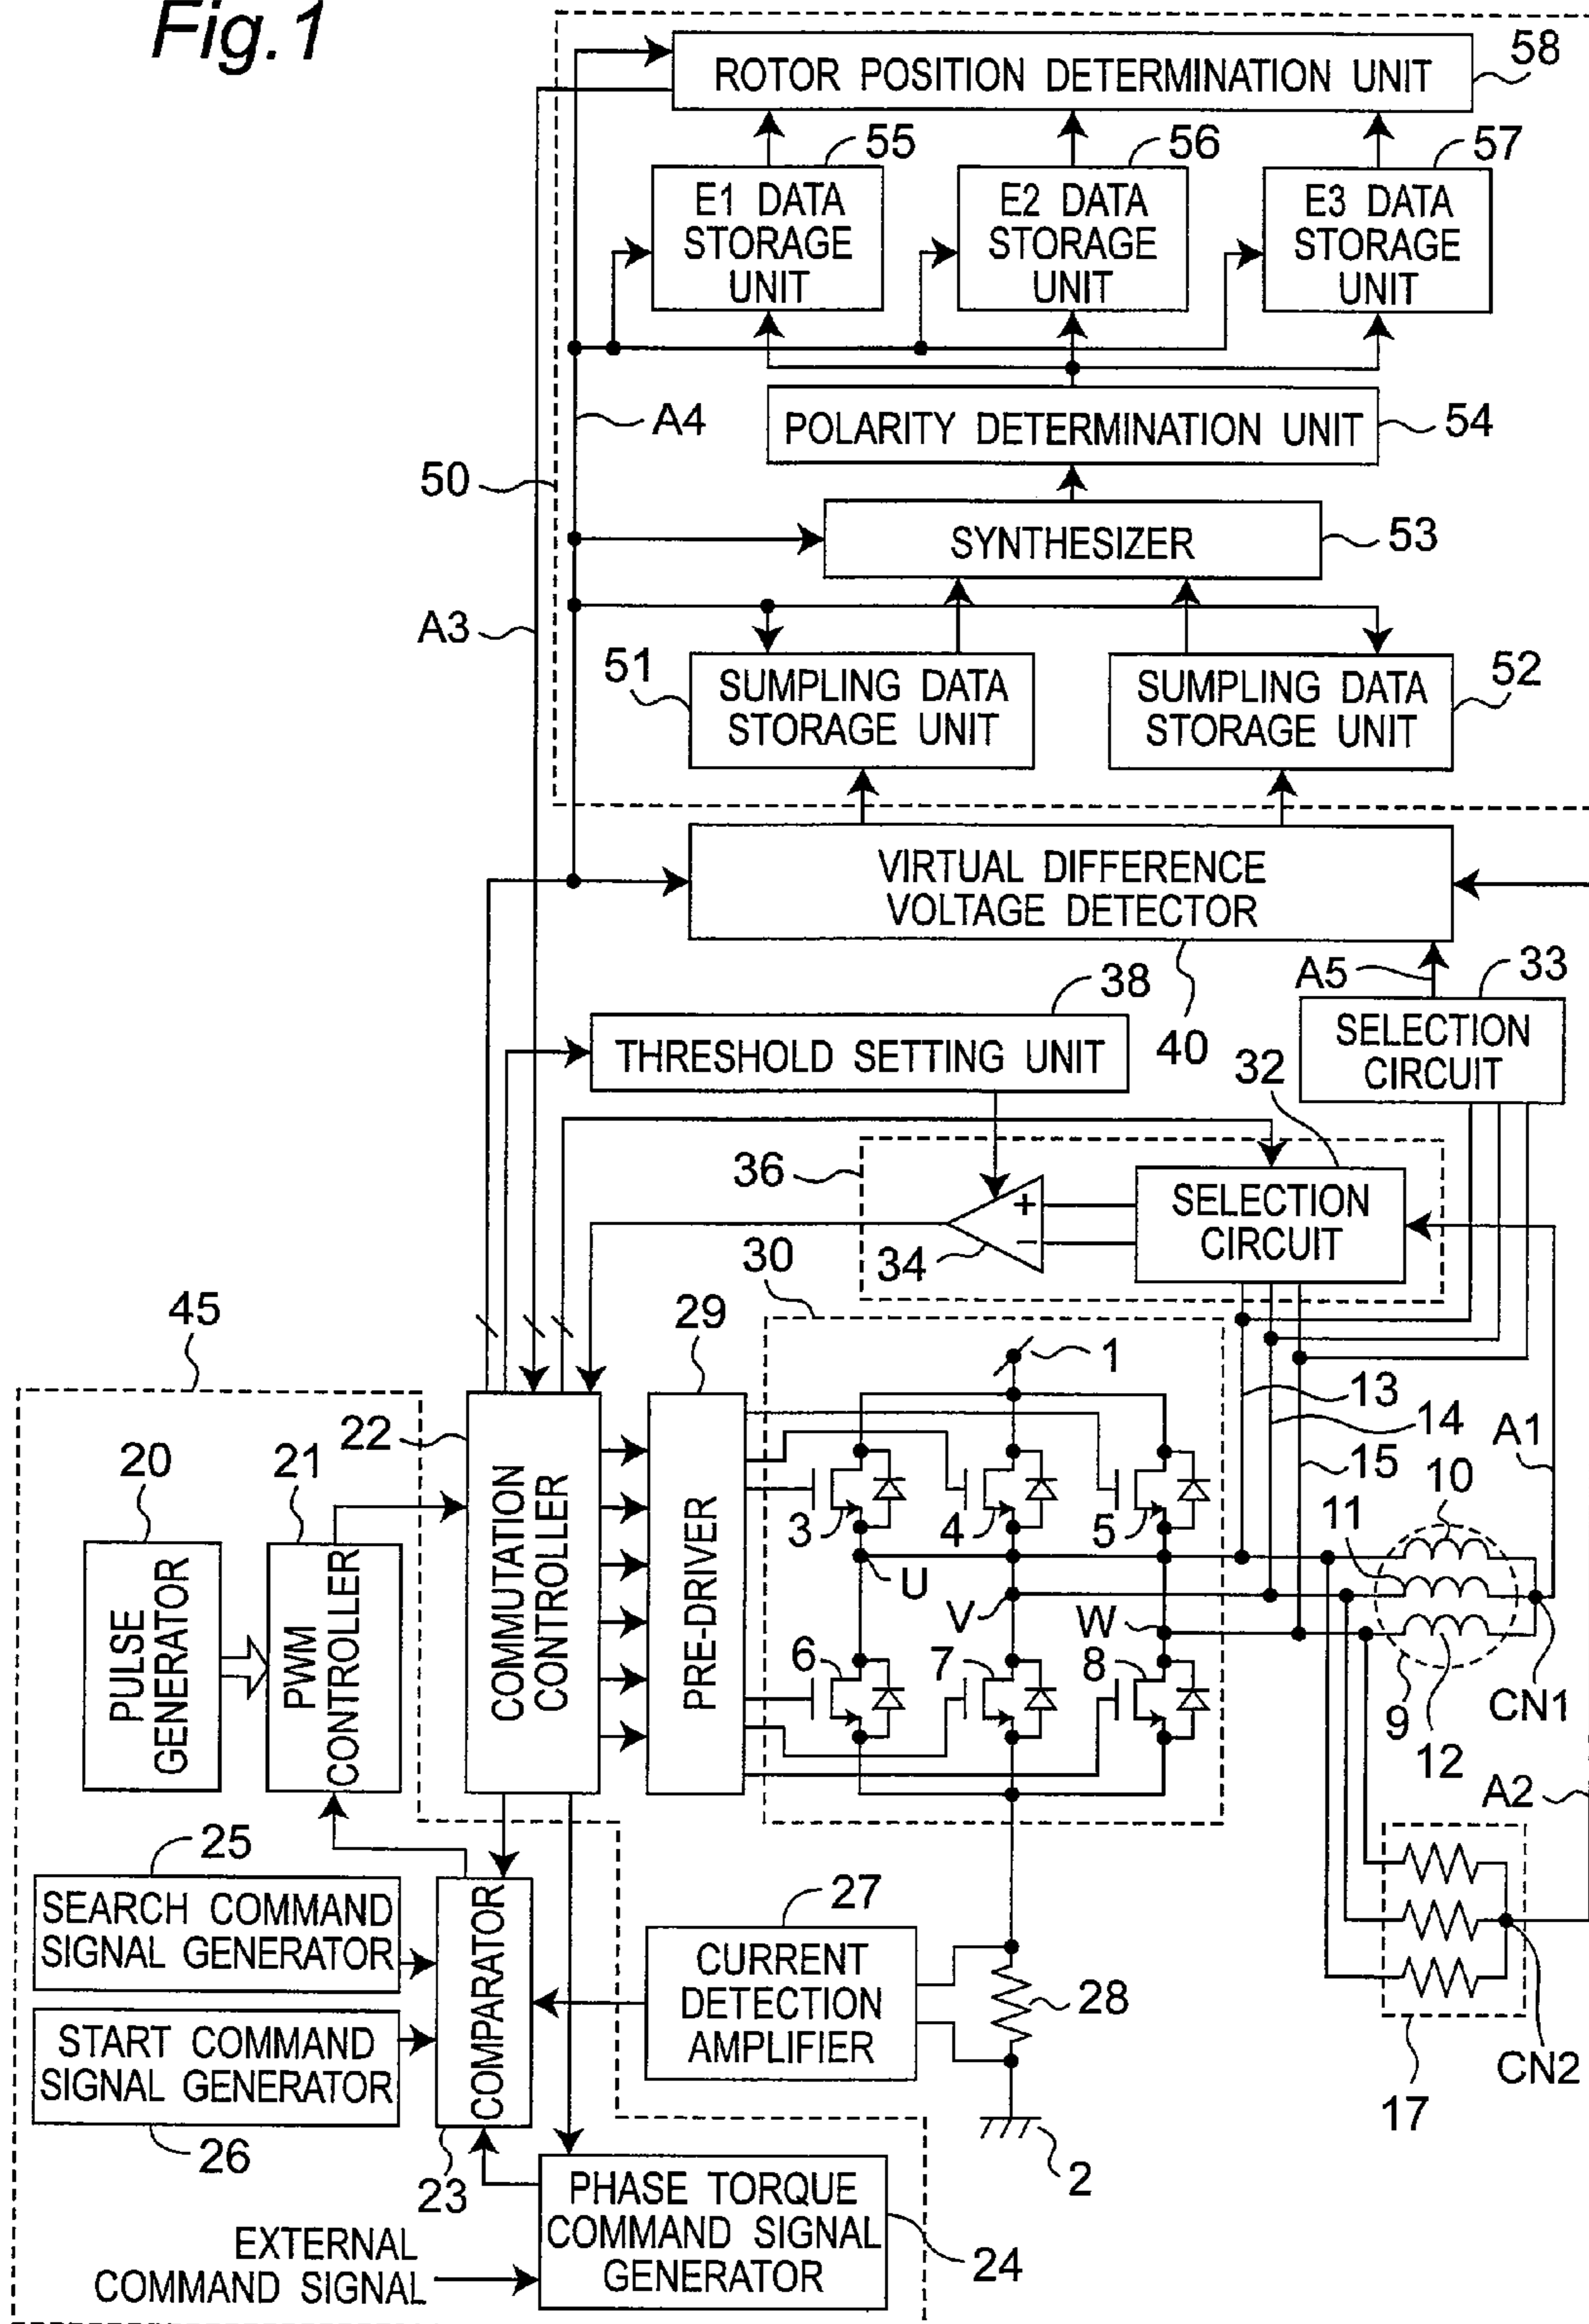 Fig.1
58
ROTOR POSITION DETERMINATION UNIT
55
56
57
E1 DATA
STORAGE
UNIT
E2 DATA
STORAGE
UNIT
E3 DATA
STORAGE
UNIT
A4
POLARITY DETERMINATION UNIT
54
50
SYNTHESIZER
53
A3
51
SUMPLING DATA
STORAGE UNIT
SUMPLING DATA
STORAGE UNIT
52
VIRTUAL DIFFERENCE
VOLTAGE DETECTOR
38
A5
33
THRESHOLD SETTING UNIT
40
SELECTION
CIRCUIT
32
36
+
−
SELECTION
CIRCUIT
34
30
45
29
1
13
14
A1
22
15
10
20
21
11
COMMUTATION
CONTROLLER
PRE-DRIVER
3
4
5
U
V
W
PULSE
GENERATOR
PWM
CONTROLLER
6
7
8
9
12
CN1
A2
25
SEARCH COMMAND
SIGNAL GENERATOR
COMPARATOR
27
CURRENT
DETECTION
AMPLIFIER
28
START COMMAND
SIGNAL GENERATOR
CN2
17
26
23
2
PHASE TORQUE
COMMAND SIGNAL
GENERATOR
24
EXTERNAL
COMMAND SIGNAL